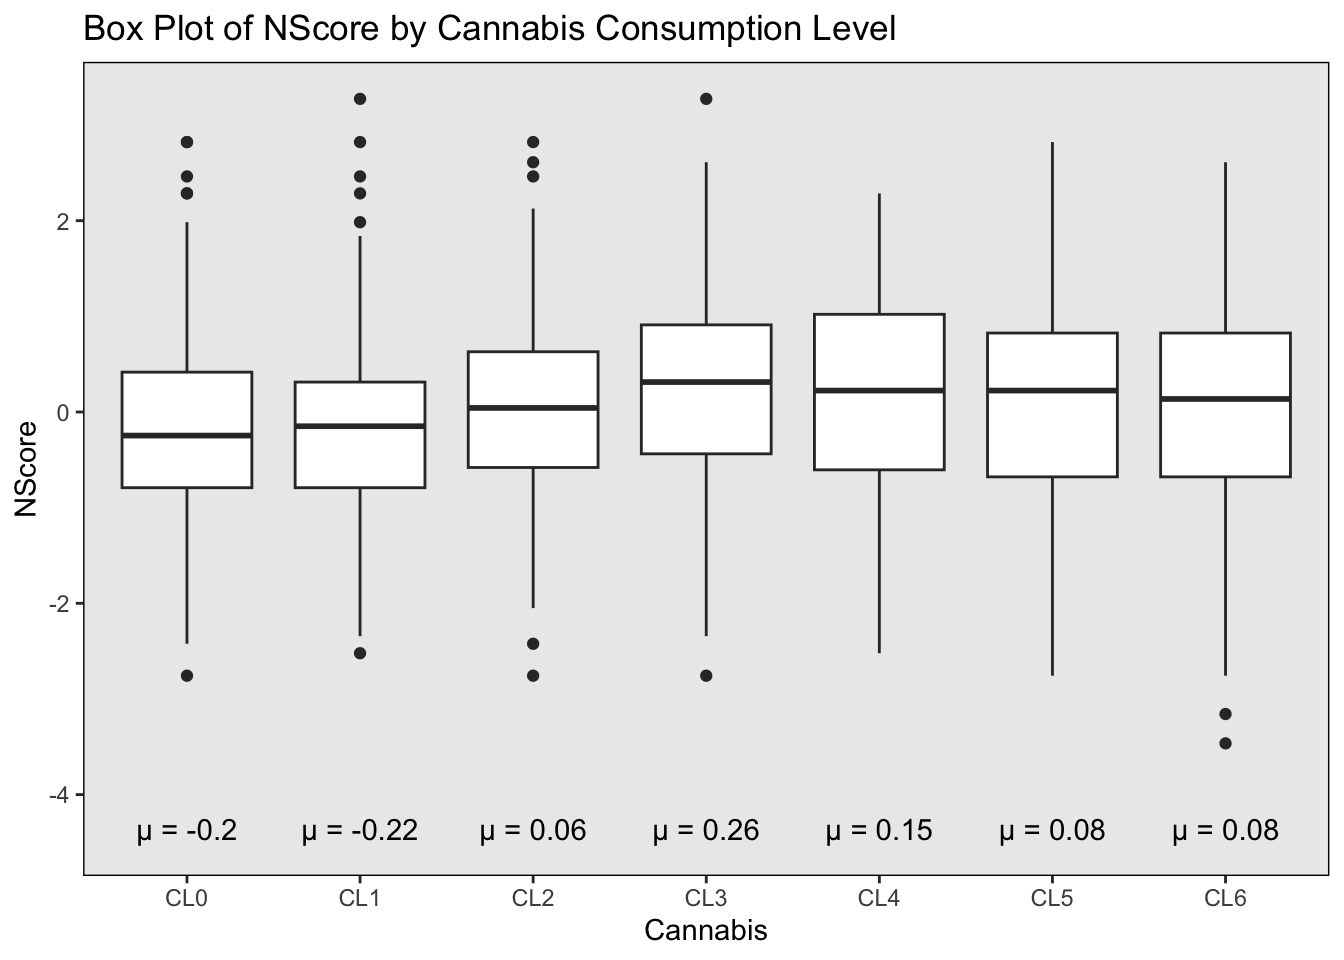 Box Plot of NScore by Cannabis Consumption Level
NScore
2
0
-2
-4
μ = -0.2 μ = -0.22 μ = 0.06 μ = 0.26 μ = 0.15 μ = 0.08 μ = 0.08
CL0 CL1 CL2 CL3 CL4 CL5 CL6
Cannabis